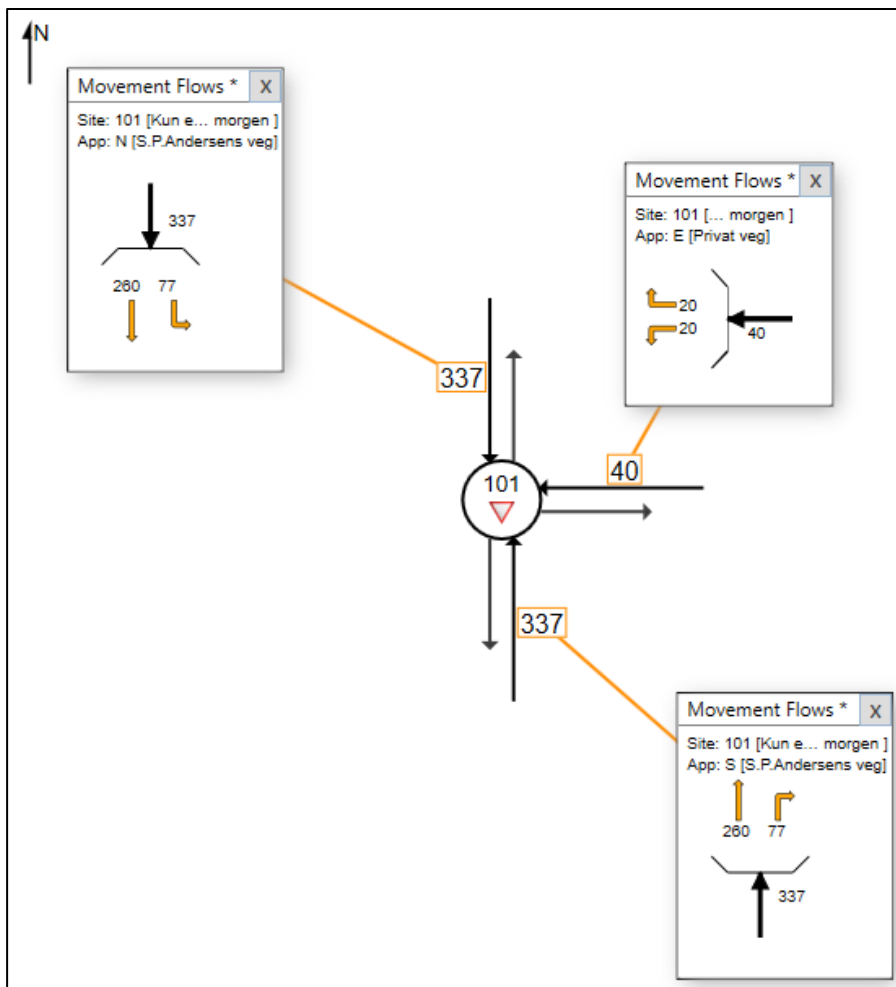 N
Movement Flows * X
Site: 101 [Kun e... morgen ]
App: N [S.P.Andersens veg]
337
260 77
Movement Flows * X
Site: 101 [... morgen ]
App: E [Privat veg]
20
20
40
337
40
101
337
Movement Flows * X
Site: 101 [Kun e... morgen ]
App: S [S.P.Andersens veg]
260 77
337